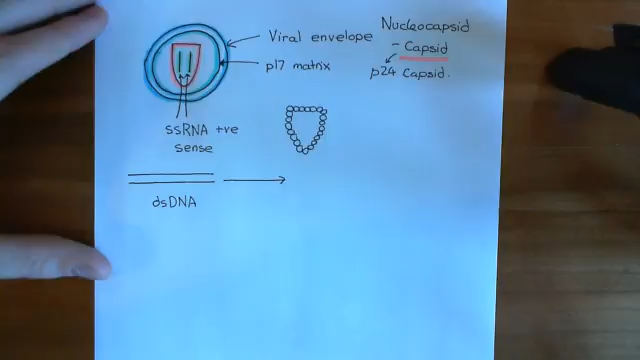 Viral envelope
p17 matrix
Nucleocapsid
- Capsid
p24 Capsid.
ssRNA +ve
sense
dsDNA